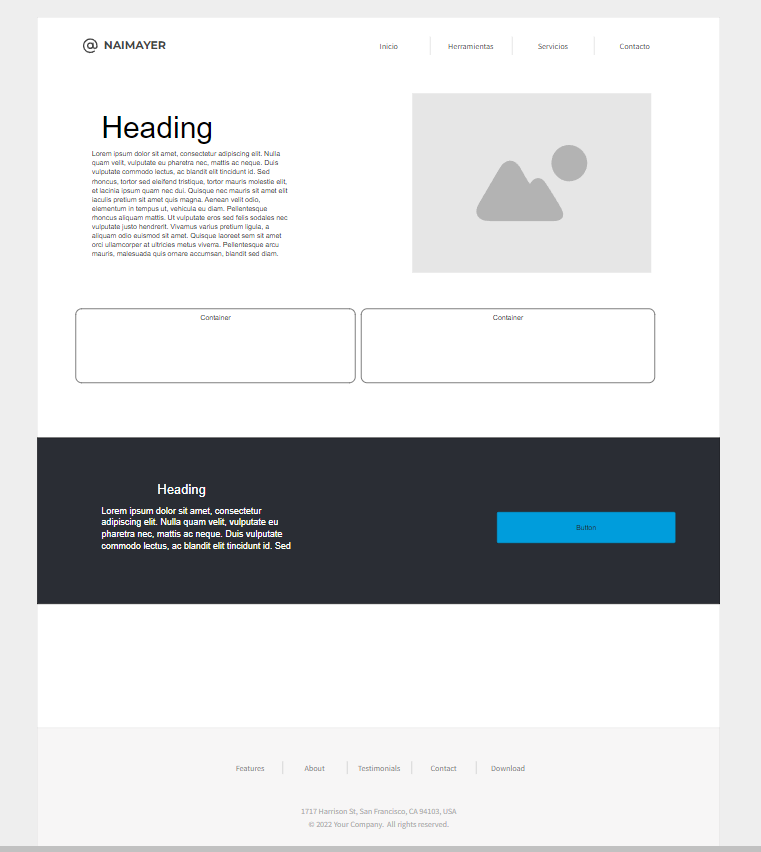 @ NAIMAYER
Inicio
Herramientas
Servicios
Contacto
Heading
Lorem ipsum dolor sit amet, consectetur adipiscing elit. Nulla
quam velit, vulputate eu pharetra nec, mattis ac neque. Duis
vulputate commodo lectus, ac blandit elit tincidunt id. Sed
rhoncus, tortor sed eleifend tristique, tortor mauris molestie elit,
et lacinia ipsum quam nec dui. Quisque nec mauris sit amet elit
iaculis pretium sit amet quis magna. Aenean velit odio,
elementum in tempus ut, vehicula eu diam. Pellentesque
rhoncus aliquam mattis. Ut vulputate eros sed felis sodales nec
vulputate justo hendrerit. Vivamus varius pretium ligula, a
aliquam odio euismod sit amet. Quisque laoreet sem sit amet
orci ullamcorper at ultricies metus viverra. Pellentesque arcu
mauris, malesuada quis ornare accumsan, blandit sed diam.
Container
Container
Heading
Lorem ipsum dolor sit amet, consectetur
adipiscing elit. Nulla quam velit, vulputate eu
pharetra nec, mattis ac neque. Duis vulputate
commodo lectus, ac blandit elit tincidunt id. Sed
Button
Features
About
Testimonials
Contact
Download
1717 Harrison St, San Francisco, CA 94103, USA
© 2022 Your Company. All rights reserved.